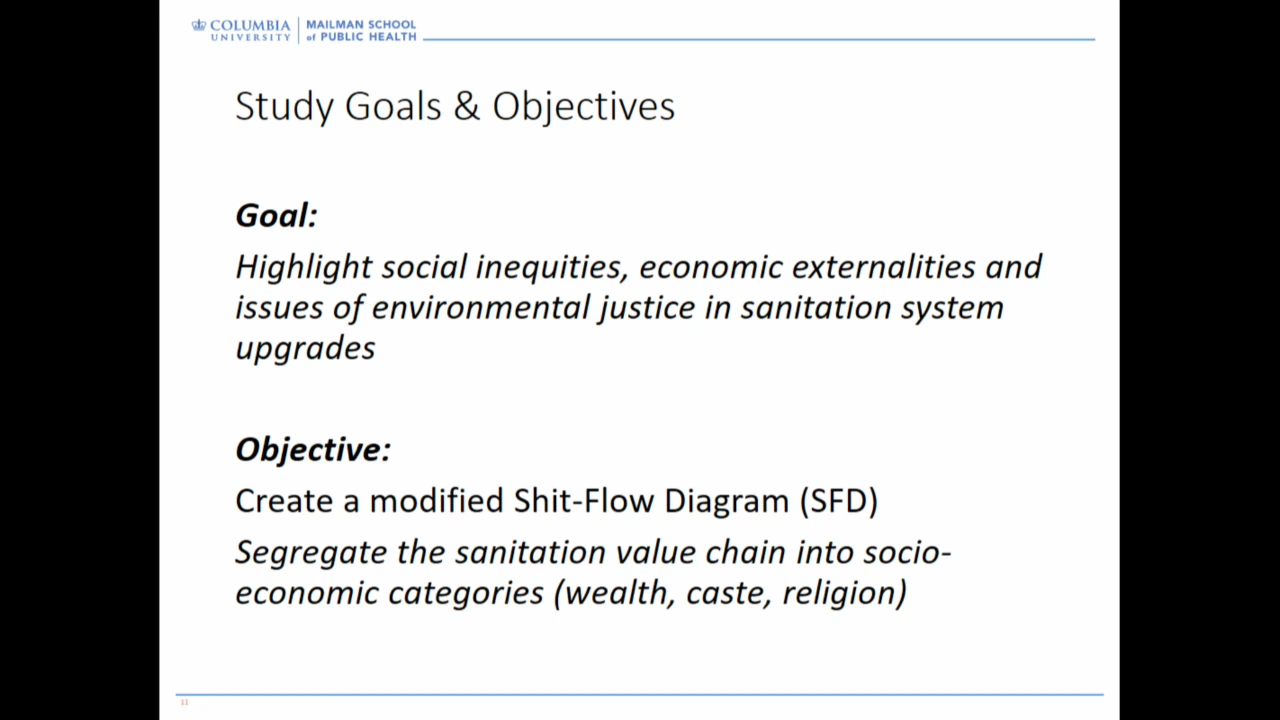 COLUMBIA UNIVERSITY
MAILMAN SCHOOL of PUBLIC HEALTH
Study Goals & Objectives
Goal:
Highlight social inequities, economic externalities and
issues of environmental justice in sanitation system
upgrades
Objective:
Create a modified Shit-Flow Diagram (SFD)
Segregate the sanitation value chain into socio-
economic categories (wealth, caste, religion)
11